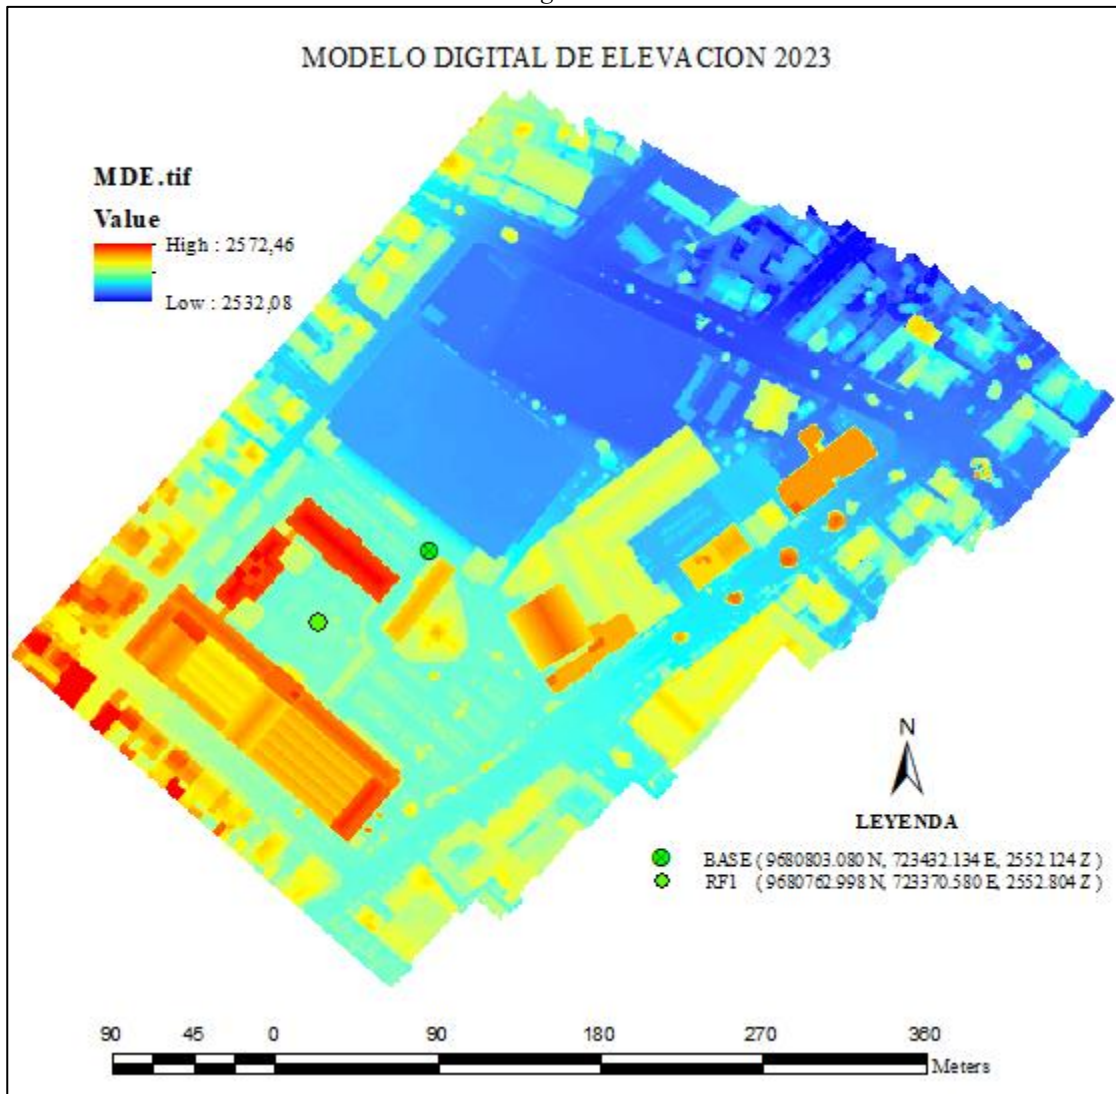 MODELO DIGITAL DE ELEVACION 2023
MDE.tif
Value
High : 2572,46
Low : 2532,08
N
LEYENDA
BASE ( 9680803.080 N, 723432.134 E, 2552.124 Z )
RF1 ( 9680762.998 N, 723370.580 E, 2552.804 Z )
90 45 0 90 180 270 360
Meters